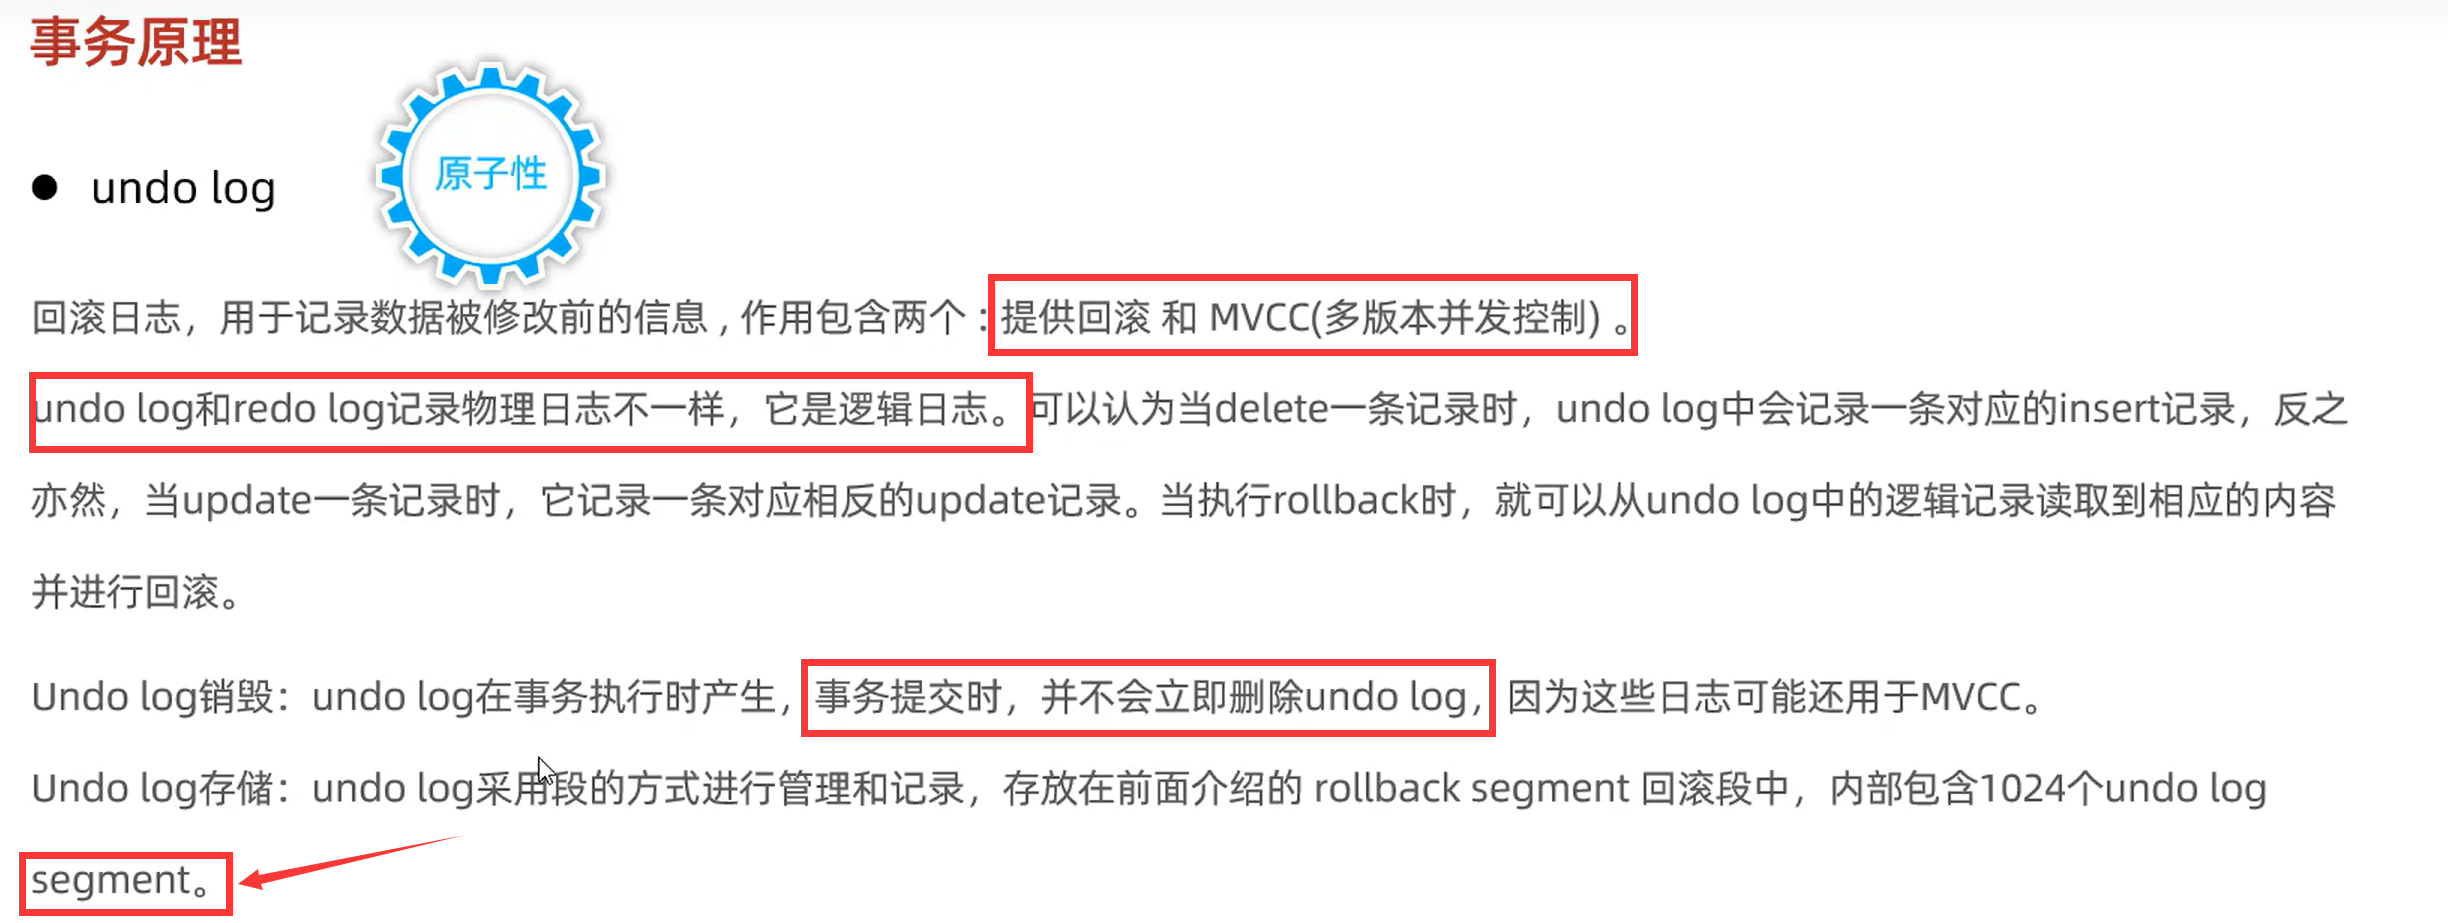 事务原理
原子性
● undo log
回滚日志，用于记录数据被修改前的信息 , 作用包含两个 : 提供回滚 和 MVCC(多版本并发控制) 。
undo log和redo log记录物理日志不一样，它是逻辑日志。可以认为当delete一条记录时，undo log中会记录一条对应的insert记录，反之
亦然，当update一条记录时，它记录一条对应相反的update记录。当执行rollback时，就可以从undo log中的逻辑记录读取到相应的内容
并进行回滚。
Undo log销毁：undo log在事务执行时产生，事务提交时，并不会立即删除undo log，因为这些日志可能还用于MVCC。
Undo log存储：undo log采用段的方式进行管理和记录，存放在前面介绍的 rollback segment 回滚段中，内部包含1024个undo log
segment。